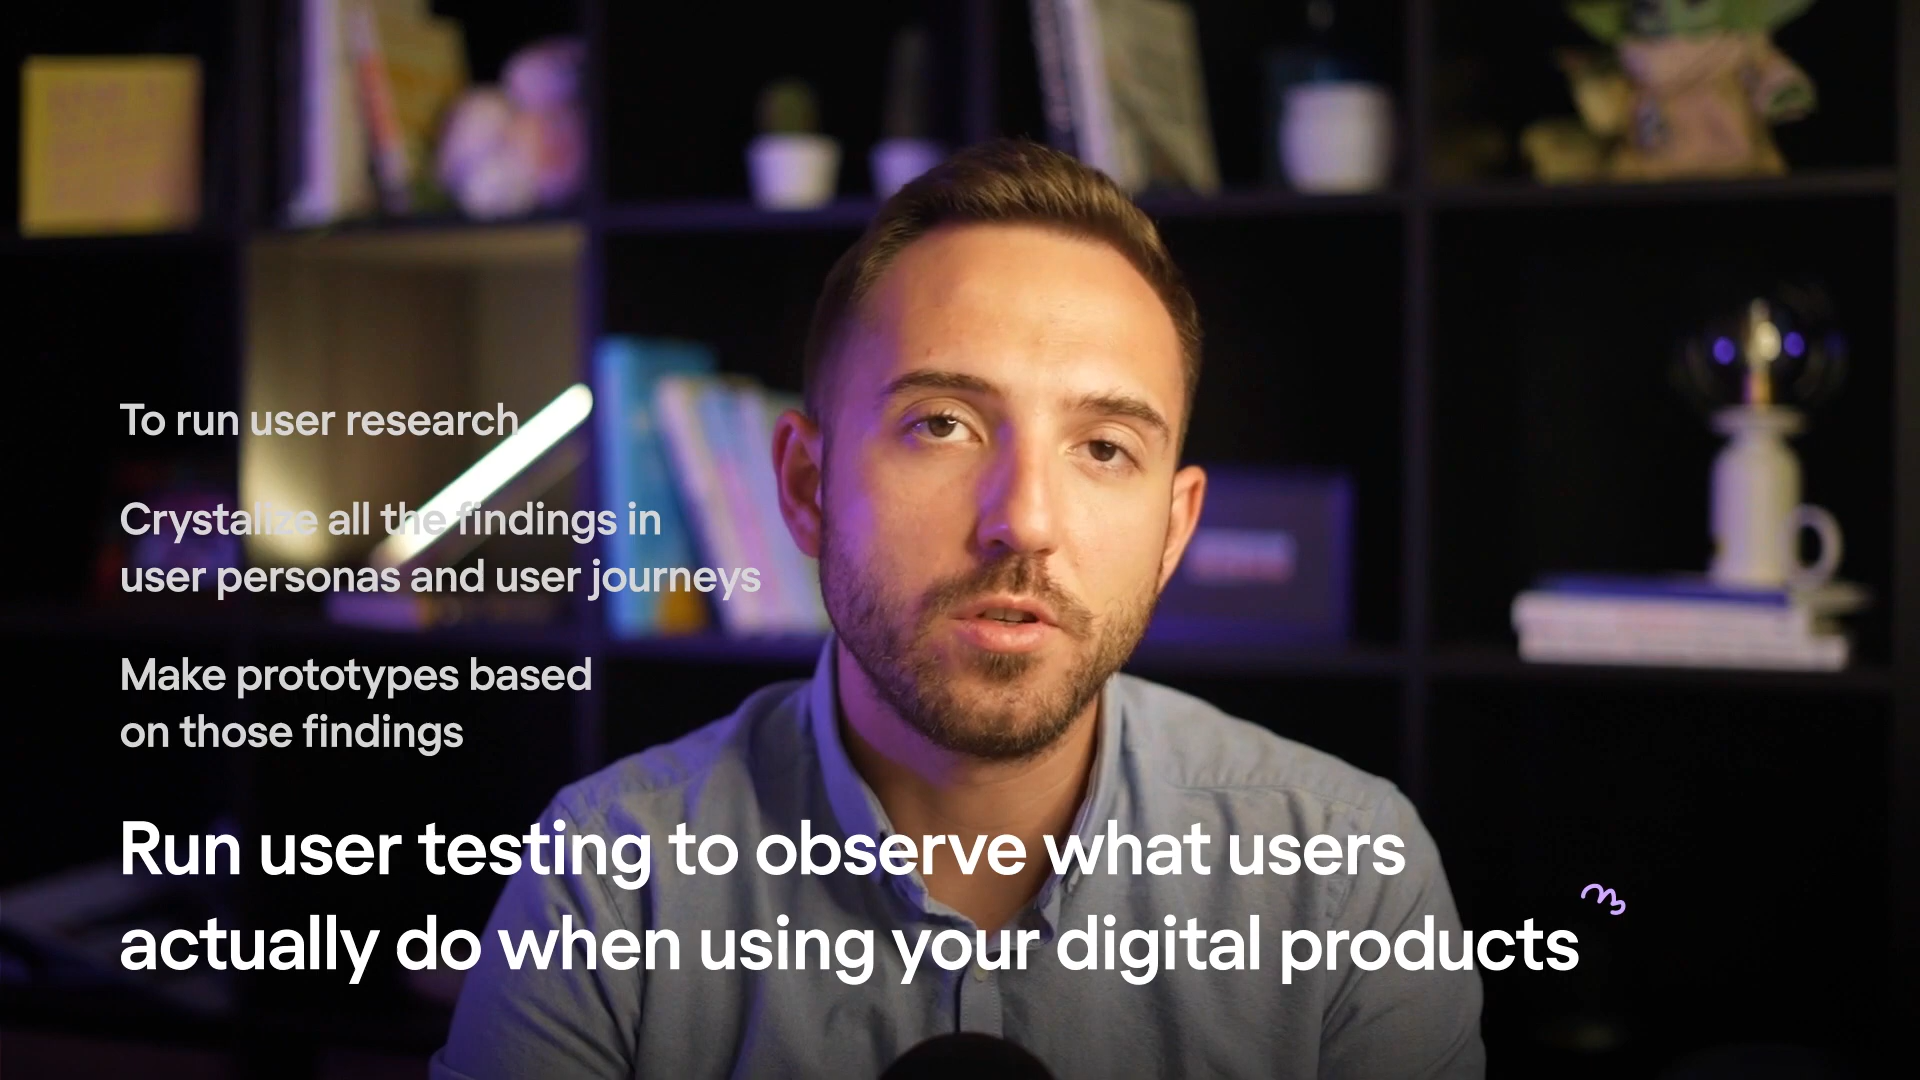 To run user research
Crystalize all the findings in
user personas and user journeys
Make prototypes based
on those findings
Run user testing to observe what users
actually do when using your digital products